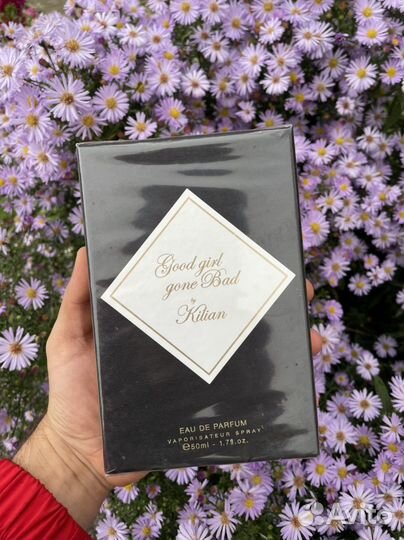 Good girl
gone Bad
by
Kilian
EAU DE PARFUM
VAPORISATEUR SPRAY
℮50ml - 1.7fl.oz.
Avito